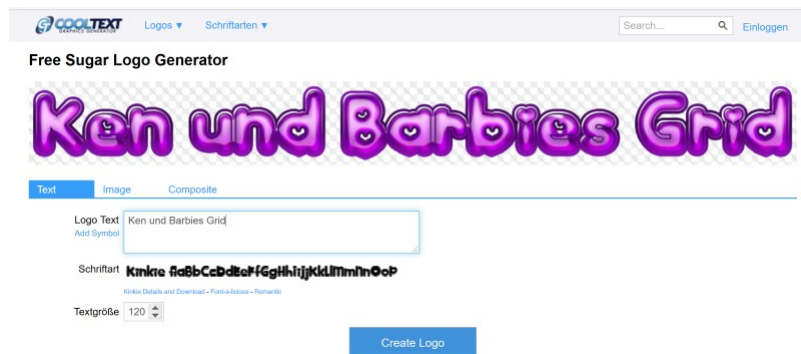 COOLTEXT Logos ▼ Schriftarten ▼ Search... Einloggen
GRAPHICS GENERATOR
Free Sugar Logo Generator
Ken und Barbies Grid
Text Image Composite
Logo Text Ken und Barbies Grid
Add Symbol
Schriftart Kinkie AaBbCcDdEeFfGgHhIijjKkLlMmNnOoP
Kinkie Details and Download - Font-a-licious - Romantic
Textgröße 120
Create Logo